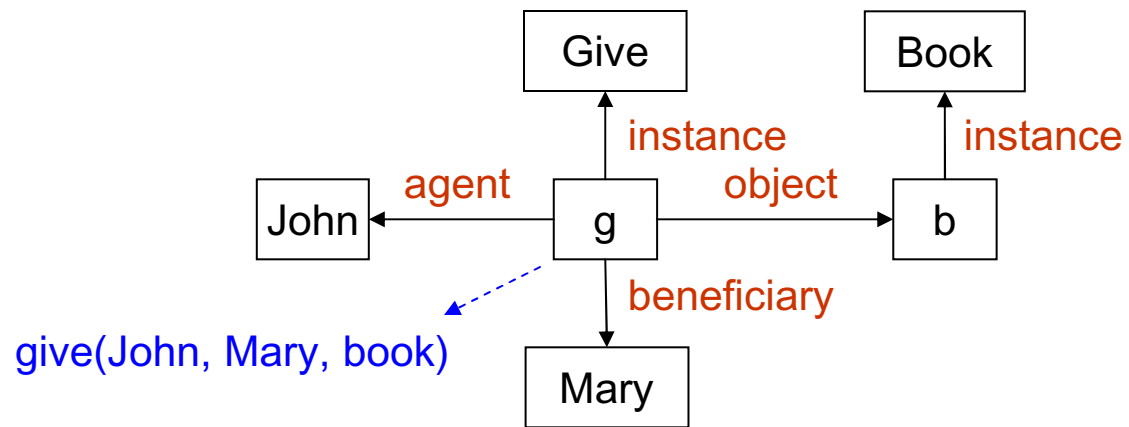 Give
Book
instance
instance
agent
object
John
g
b
beneficiary
give(John, Mary, book)
Mary